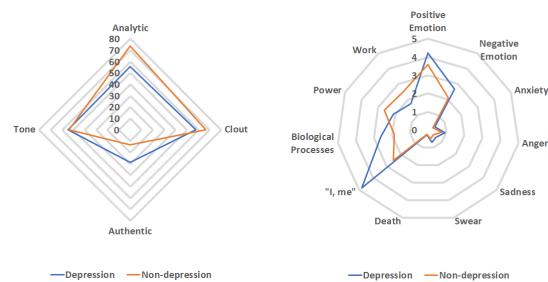 Analytic
80
70
60
50
40
30
20
10
0
Tone
Clout
Authentic
Depression
Non-depression
Positive
Emotion
5
4
3
2
1
0
Work
Negative
Emotion
Power
Anxiety
Biological
Processes
Anger
"I, me"
Sadness
Death
Swear
Depression
Non-depression